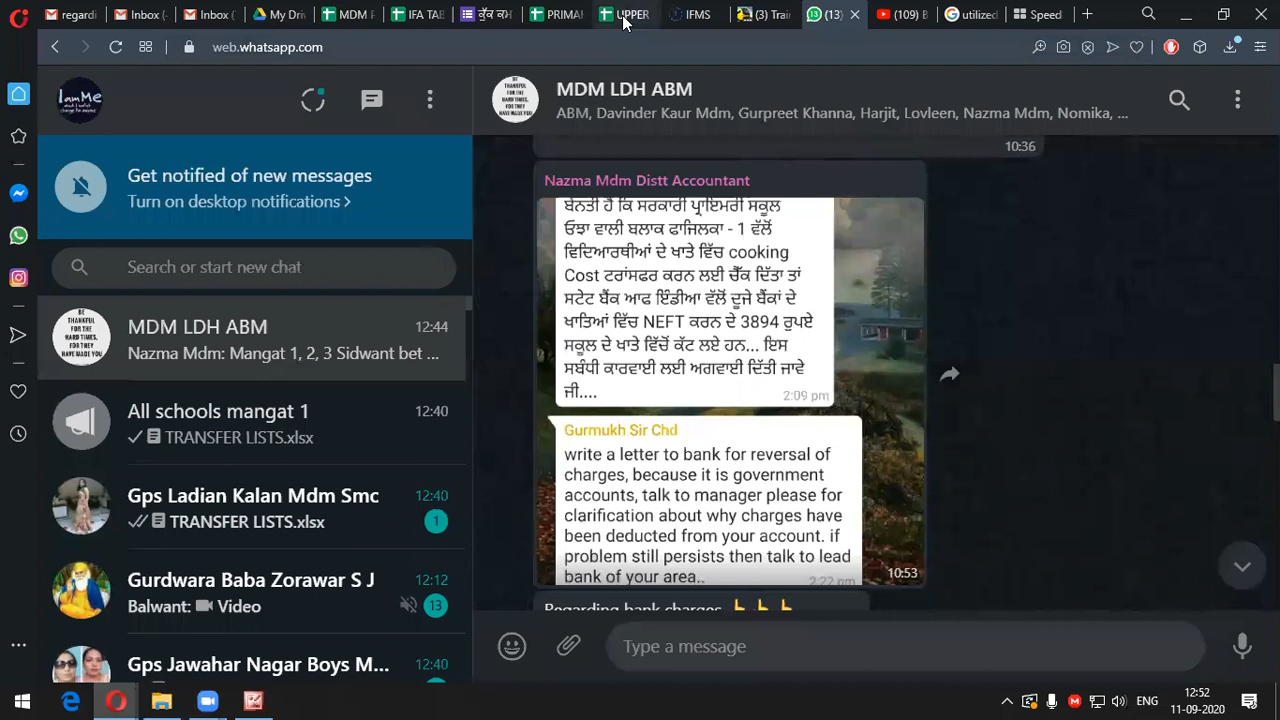 regardi
Inbox (
Inbox (
My Driv
MDM R
IFA TAB
ਕੁੱਕ ਕਮ
PRIMAR
UPPER
IFMS
(3) Trai
(13)
(109) B
utilized
Speed
web.whatsapp.com
IamMe
MDM LDH ABM
ABM, Davinder Kaur Mdm, Gurpreet Khanna, Harjit, Lovleen, Nazma Mdm, Nomika, ...
Get notified of new messages
Turn on desktop notifications >
Search or start new chat
MDM LDH ABM
12:44
Nazma Mdm: Mangat 1, 2, 3 Sidwant bet ...
All schools mangat 1
12:40
TRANSFER LISTS.xlsx
Gps Ladian Kalan Mdm Smc
12:40
TRANSFER LISTS.xlsx
1
Gurdwara Baba Zorawar S J
12:12
Balwant: Video
13
Gps Jawahar Nagar Boys M...
12:40
10:36
Nazma Mdm Distt Accountant
ਬੇਨਤੀ ਹੈ ਕਿ ਸਰਕਾਰੀ ਪ੍ਰਾਇਮਰੀ ਸਕੂਲ
ਓਝਾ ਵਾਲੀ ਬਲਾਕ ਫਾਜਿਲਕਾ - 1 ਵੱਲੋਂ
ਵਿਦਿਆਰਥੀਆਂ ਦੇ ਖਾਤੇ ਵਿੱਚ cooking
Cost ਟਰਾਂਸਫਰ ਕਰਨ ਲਈ ਚੈੱਕ ਦਿੱਤਾ ਤਾਂ
ਸਟੇਟ ਬੈਂਕ ਆਫ ਇੰਡੀਆ ਵੱਲੋਂ ਦੂਜੇ ਬੈਂਕਾਂ ਦੇ
ਖਾਤਿਆਂ ਵਿੱਚ NEFT ਕਰਨ ਦੇ 3894 ਰੁਪਏ
ਸਕੂਲ ਦੇ ਖਾਤੇ ਵਿੱਚੋਂ ਕੱਟ ਲਏ ਹਨ... ਇਸ
ਸਬੰਧੀ ਕਾਰਵਾਈ ਲਈ ਅਗਵਾਈ ਦਿੱਤੀ ਜਾਵੇ
ਜੀ....
2:09 pm
Gurmukh Sir Chd
write a letter to bank for reversal of
charges, because it is government
accounts, talk to manager please for
clarification about why charges have
been deducted from your account. if
problem still persists then talk to lead
bank of your area..
2:22 pm
10:53
Regarding bank charges
Type a message
ENG
12:52
11-09-2020